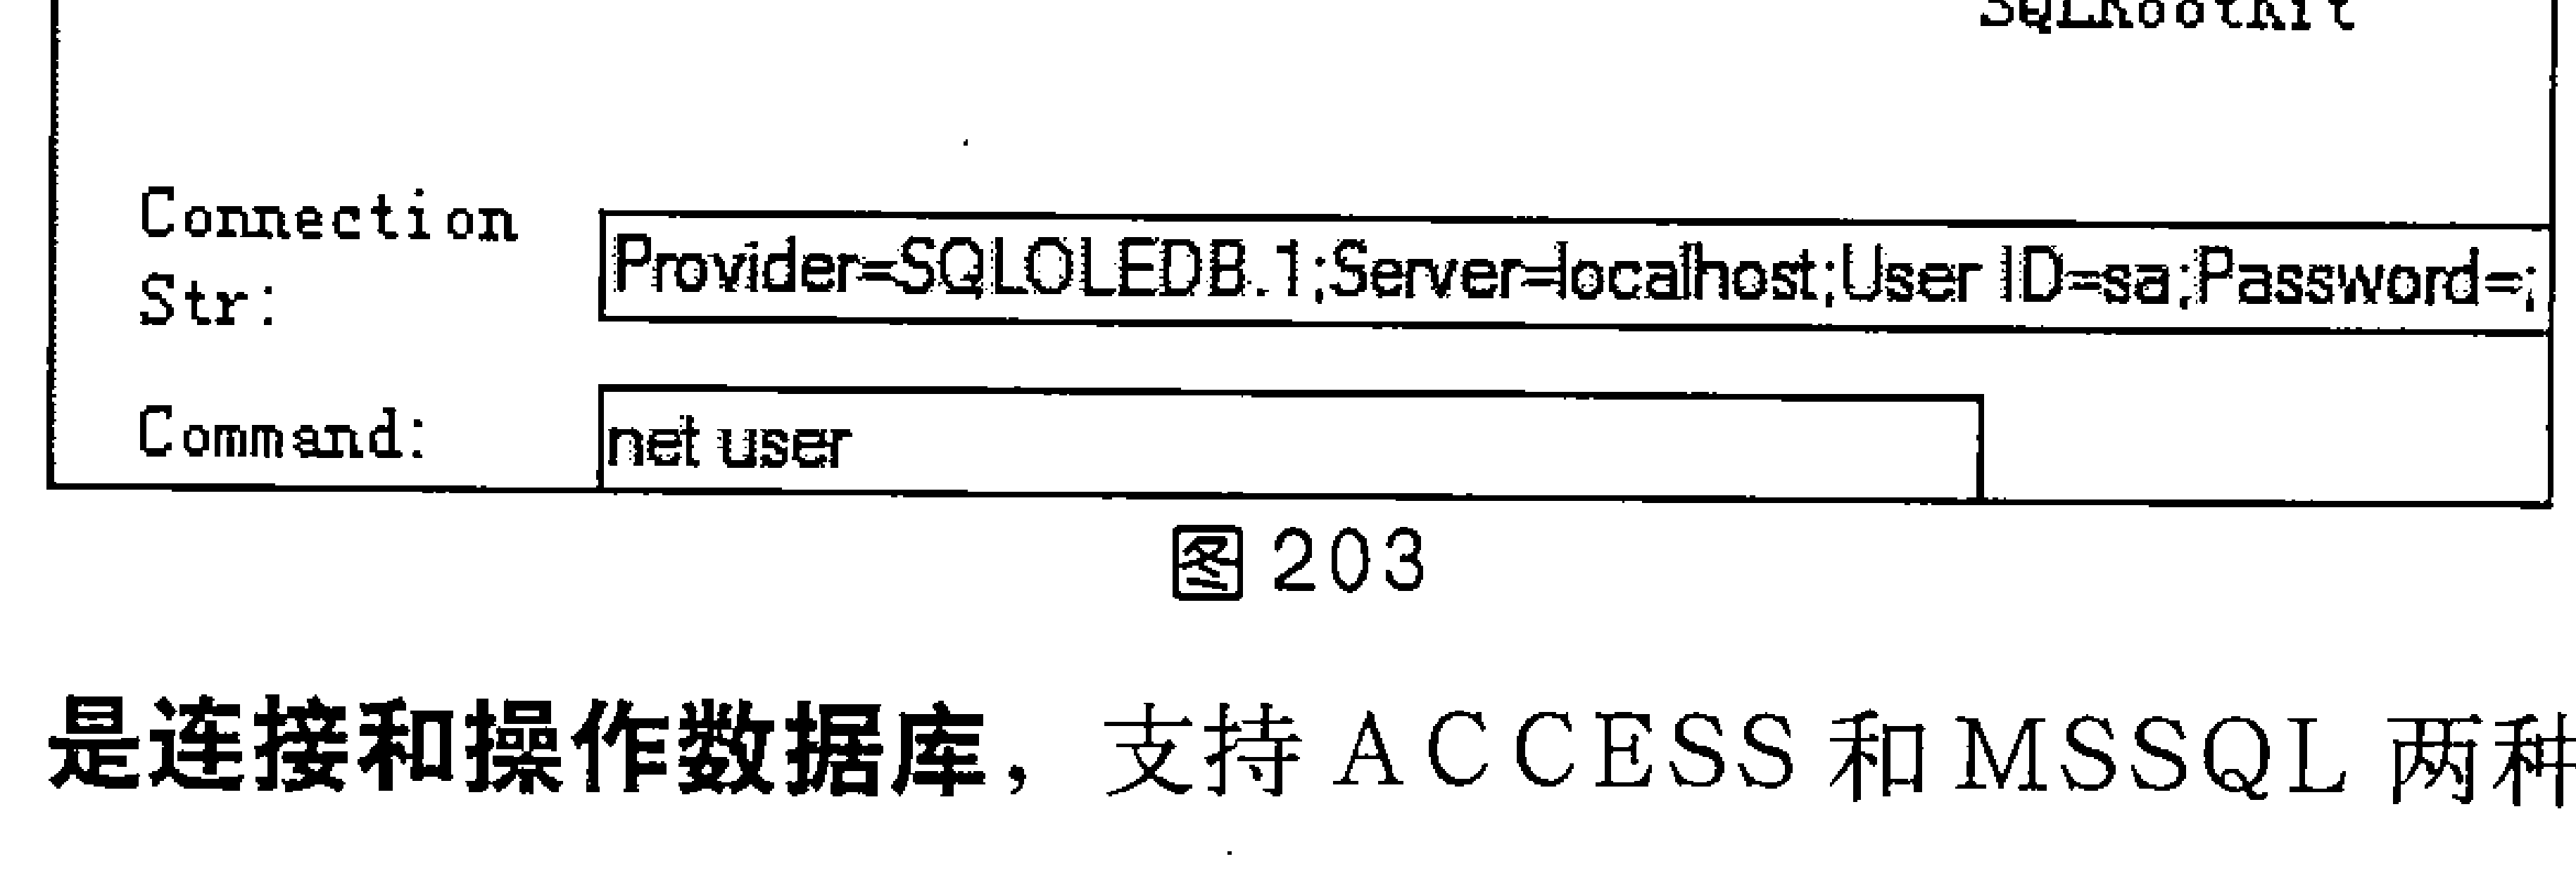 SQLRootKit
Connection
Str:
Provider=SQLOLEDB.1;Server=localhost;User ID=sa;Password=;
Command:
net user
图 203
是连接和操作数据库，支持 ACCESS 和 MSSQL 两种